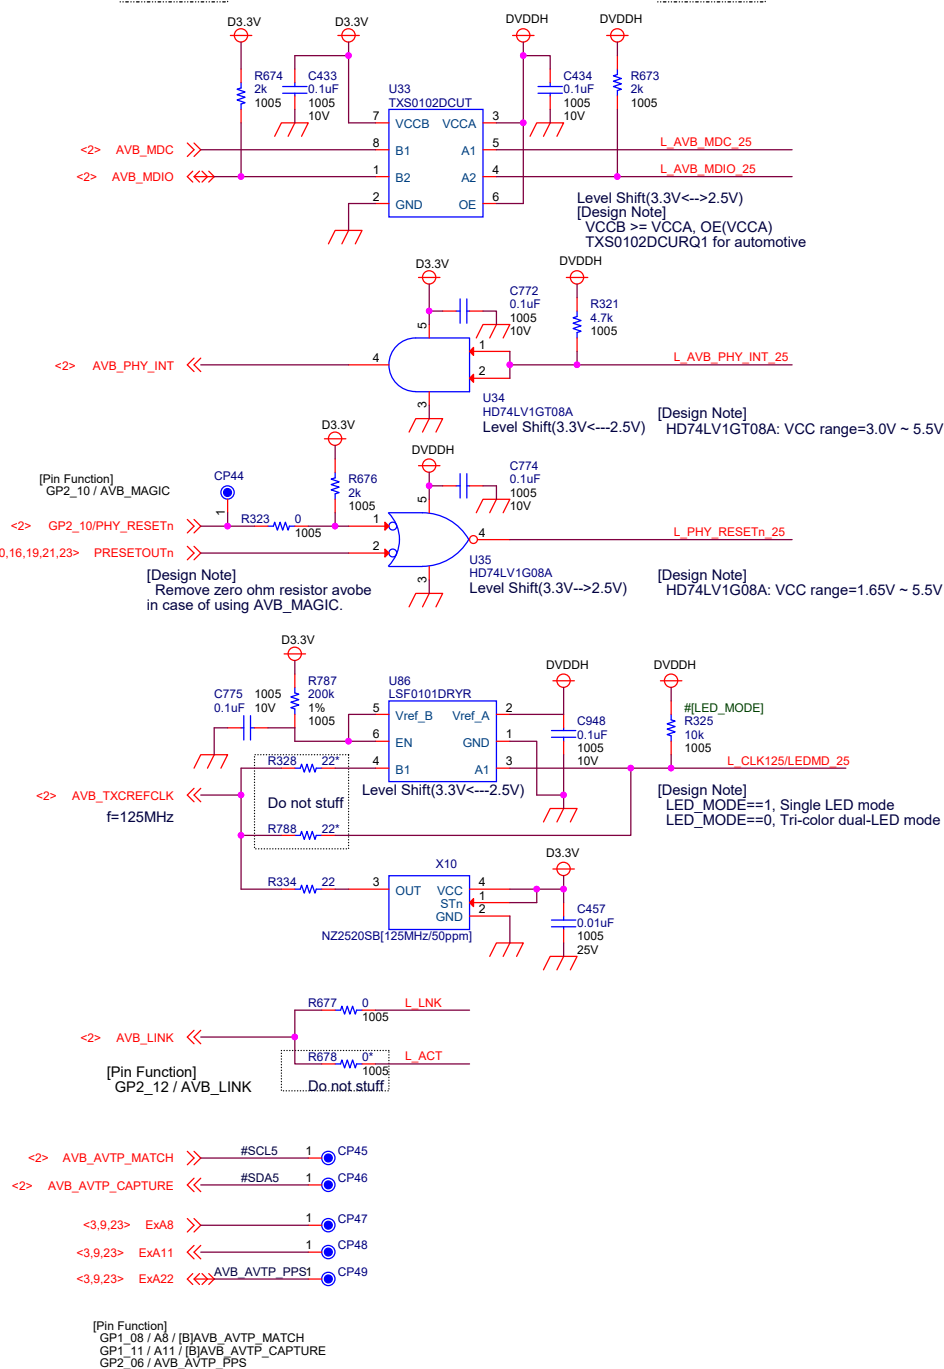 D3.3V
D3.3V
DVDDH
DVDDH
R674
2k
1005
C433
0.1uF
1005
10V
U33
TXS0102DCUT
C434
0.1uF
1005
10V
R673
2k
1005
7 VCCB VCCA 3
<2> AVB_MDC 8 B1 A1 5 L_AVB_MDC_25
<2> AVB_MDIO 1 B2 A2 4 L_AVB_MDIO_25
2 GND OE 6
Level Shift(3.3V<-->2.5V)
[Design Note]
VCCB >= VCCA, OE(VCCA)
TXS0102DCURQ1 for automotive
D3.3V
DVDDH
C772
0.1uF
1005
10V
R321
4.7k
1005
5
1
2
3
<2> AVB_PHY_INT 4 L_AVB_PHY_INT_25
U34
HD74LV1GT08A
Level Shift(3.3V<---2.5V)
[Design Note]
HD74LV1GT08A: VCC range=3.0V ~ 5.5V
D3.3V
DVDDH
[Pin Function]
GP2_10 / AVB_MAGIC
CP44
1
R676
2k
1005
C774
0.1uF
1005
10V
5
<2> GP2_10/PHY_RESETn R323 0 1
1005
4 L_PHY_RESETn_25
0,16,19,21,23> PRESETOUTn 2
3
U35
HD74LV1G08A
Level Shift(3.3V-->2.5V)
[Design Note]
Remove zero ohm resistor avobe
in case of using AVB_MAGIC.
[Design Note]
HD74LV1G08A: VCC range=1.65V ~ 5.5V
D3.3V
DVDDH
DVDDH
C775
0.1uF
1005
10V
R787
200k
1%
1005
U86
LSF0101DRYR
5 Vref_B Vref_A 2
6 EN GND 1
R328 22* 4 B1 A1 3
C948
0.1uF
1005
10V
#[LED_MODE]
R325
10k
1005
L_CLK125/LEDMD_25
Level Shift(3.3V<---2.5V)
<2> AVB_TXCREFCLK
f=125MHz
Do not stuff
R788 22*
[Design Note]
LED_MODE==1, Single LED mode
LED_MODE==0, Tri-color dual-LED mode
X10
D3.3V
R334 22 3 OUT VCC 4
STn 1
GND 2
NZ2520SB[125MHz/50ppm]
C457
0.01uF
1005
25V
R677 0 L_LNK
1005
<2> AVB_LINK
R678 0* L_ACT
1005
Do not stuff
[Pin Function]
GP2_12 / AVB_LINK
<2> AVB_AVTP_MATCH #SCL5 1 CP45
<2> AVB_AVTP_CAPTURE #SDA5 1 CP46
<3,9,23> ExA8 1 CP47
<3,9,23> ExA11 1 CP48
<3,9,23> ExA22 AVB_AVTP_PPS 1 CP49
[Pin Function]
GP1_08 / A8 / [B]AVB_AVTP_MATCH
GP1_11 / A11 / [B]AVB_AVTP_CAPTURE
GP2_06 / AVB_AVTP_PPS